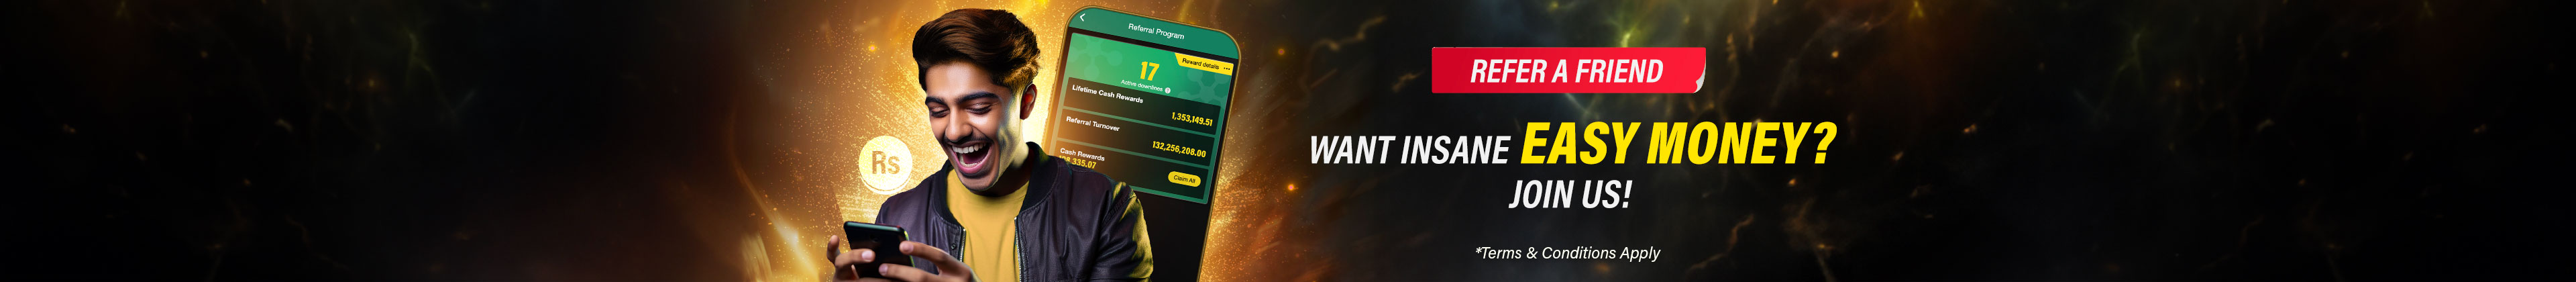 Referral Program
Reward details
17
Active downlines
Lifetime Cash Rewards
1,353,149.51
Referral Turnover
132,256,208.00
Cash Rewards
335.07
Claim All
Rs
REFER A FRIEND
WANT INSANE EASY MONEY?
JOIN US!
*Terms & Conditions Apply